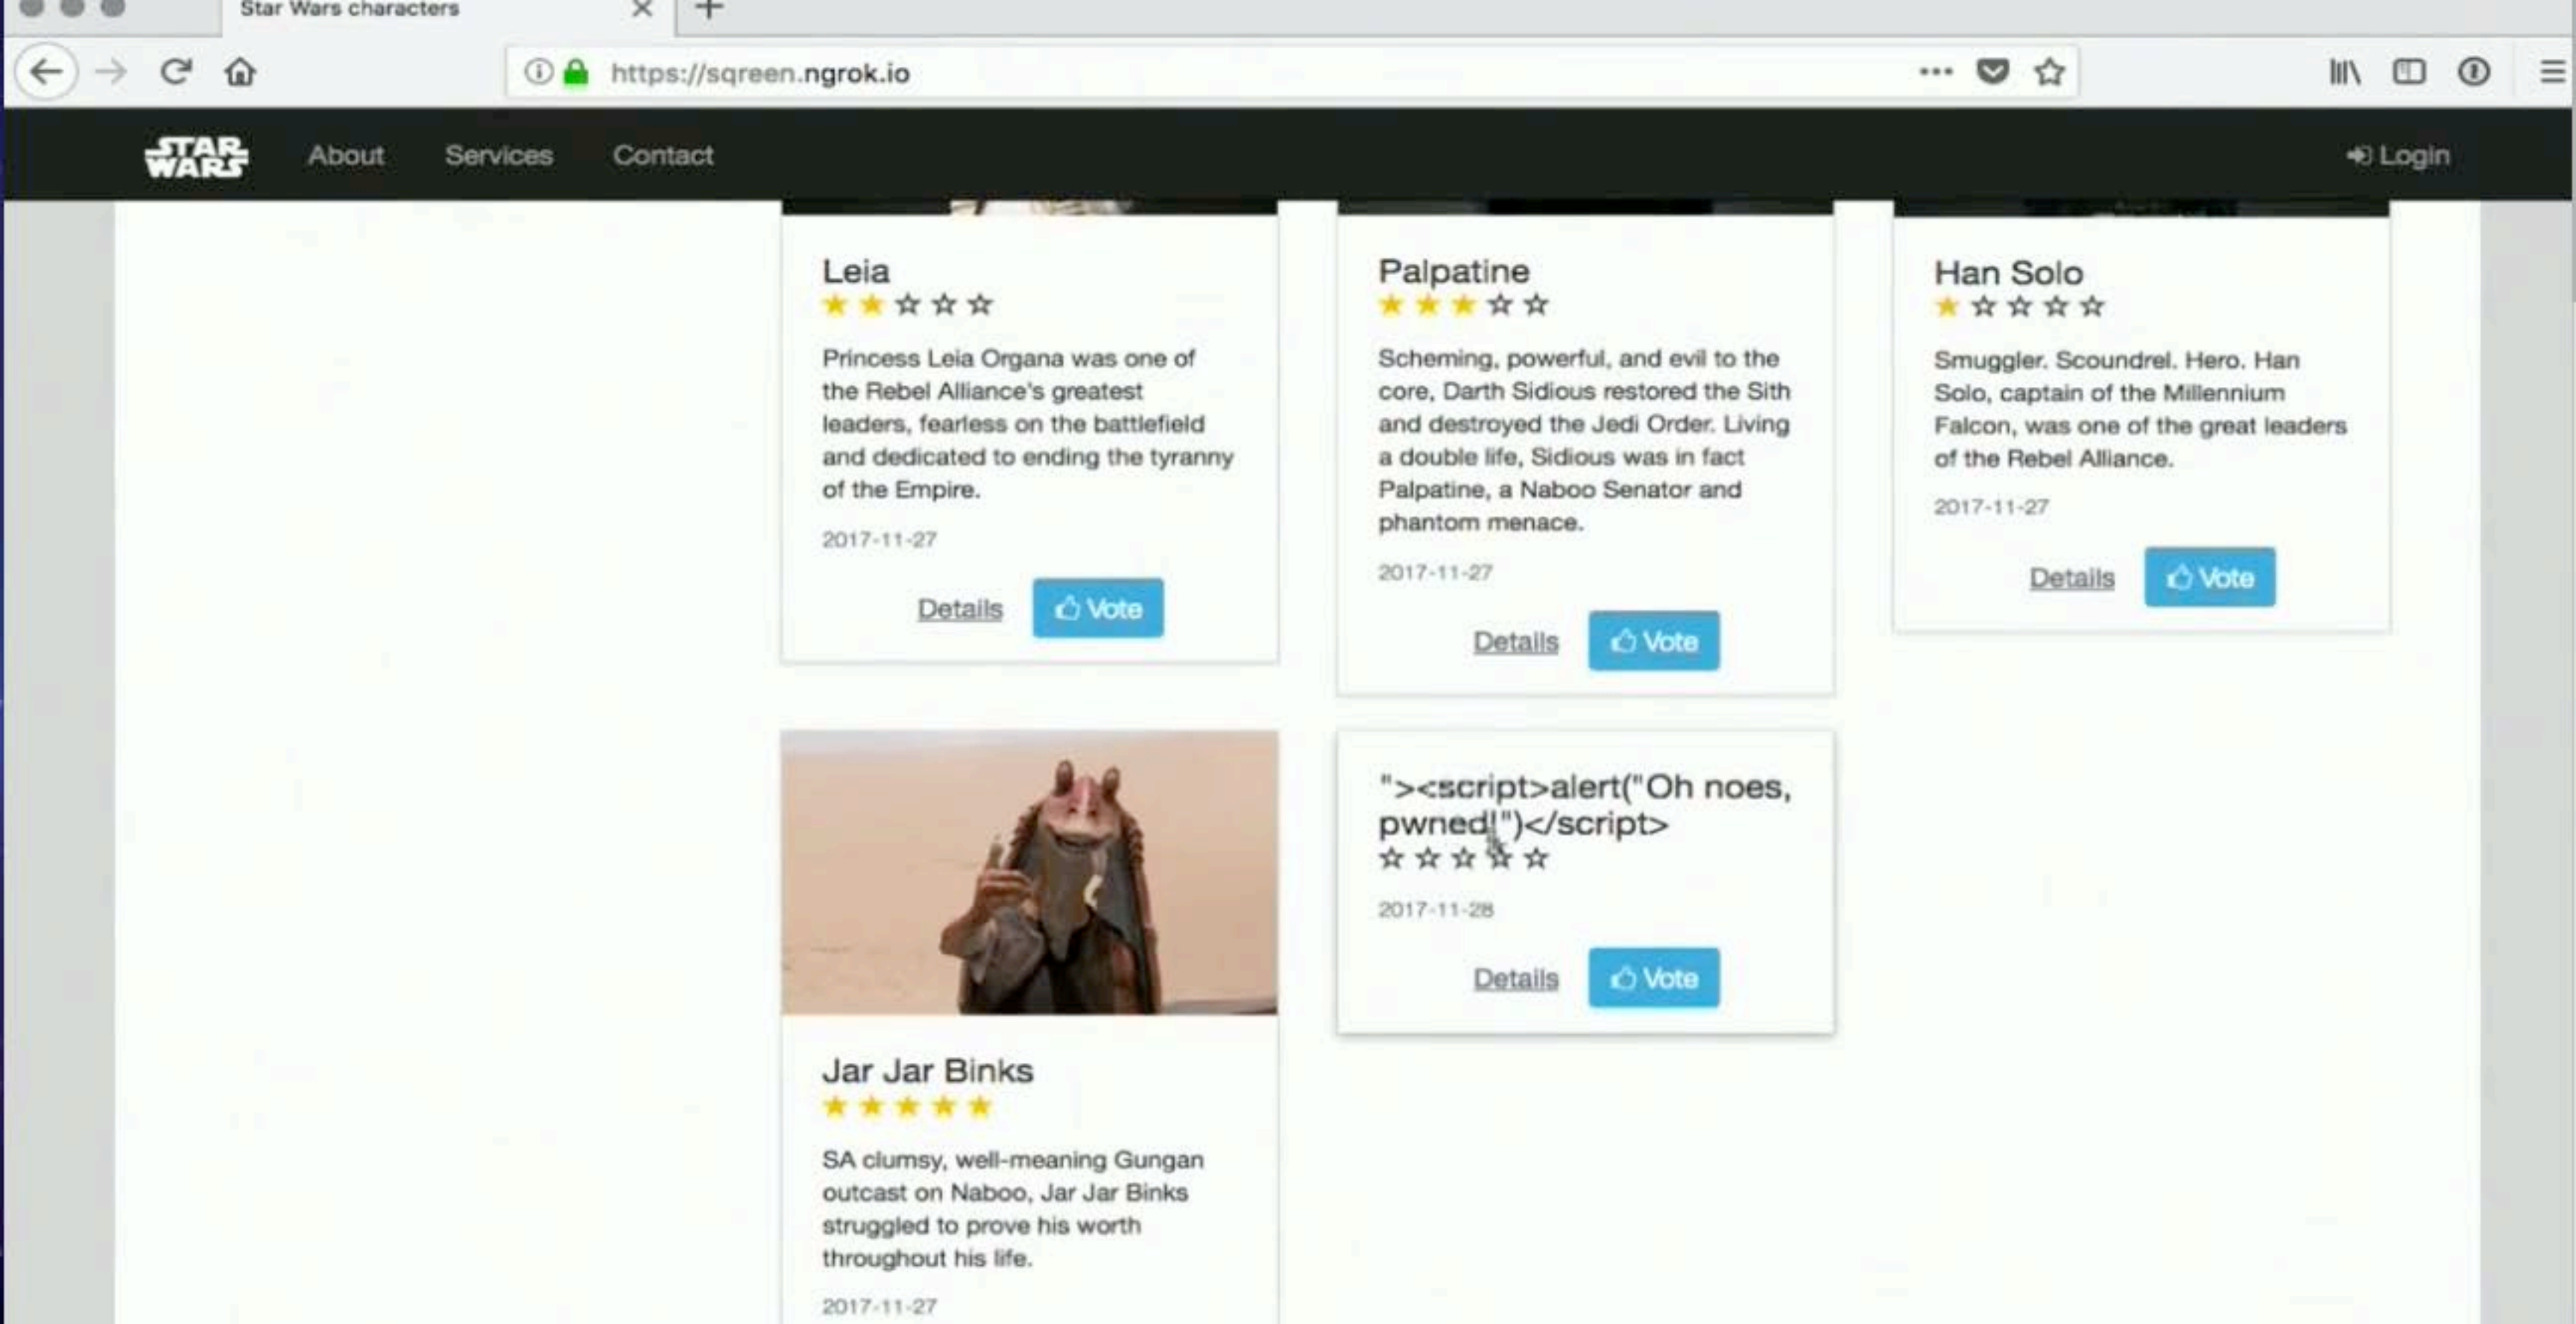 Star Wars characters
https://sqreen.ngrok.io
STAR
WARS
About
Services
Contact
Login
Leia
Princess Leia Organa was one of
the Rebel Alliance's greatest
leaders, fearless on the battlefield
and dedicated to ending the tyranny
of the Empire.
2017-11-27
Details
Vote
Palpatine
Scheming, powerful, and evil to the
core, Darth Sidious restored the Sith
and destroyed the Jedi Order. Living
a double life, Sidious was in fact
Palpatine, a Naboo Senator and
phantom menace.
2017-11-27
Details
Vote
Han Solo
Smuggler. Scoundrel. Hero. Han
Solo, captain of the Millennium
Falcon, was one of the great leaders
of the Rebel Alliance.
2017-11-27
Details
Vote
Jar Jar Binks
SA clumsy, well-meaning Gungan
outcast on Naboo, Jar Jar Binks
struggled to prove his worth
throughout his life.
2017-11-27
"><script>alert("Oh noes,
pwned!")</script>
2017-11-28
Details
Vote